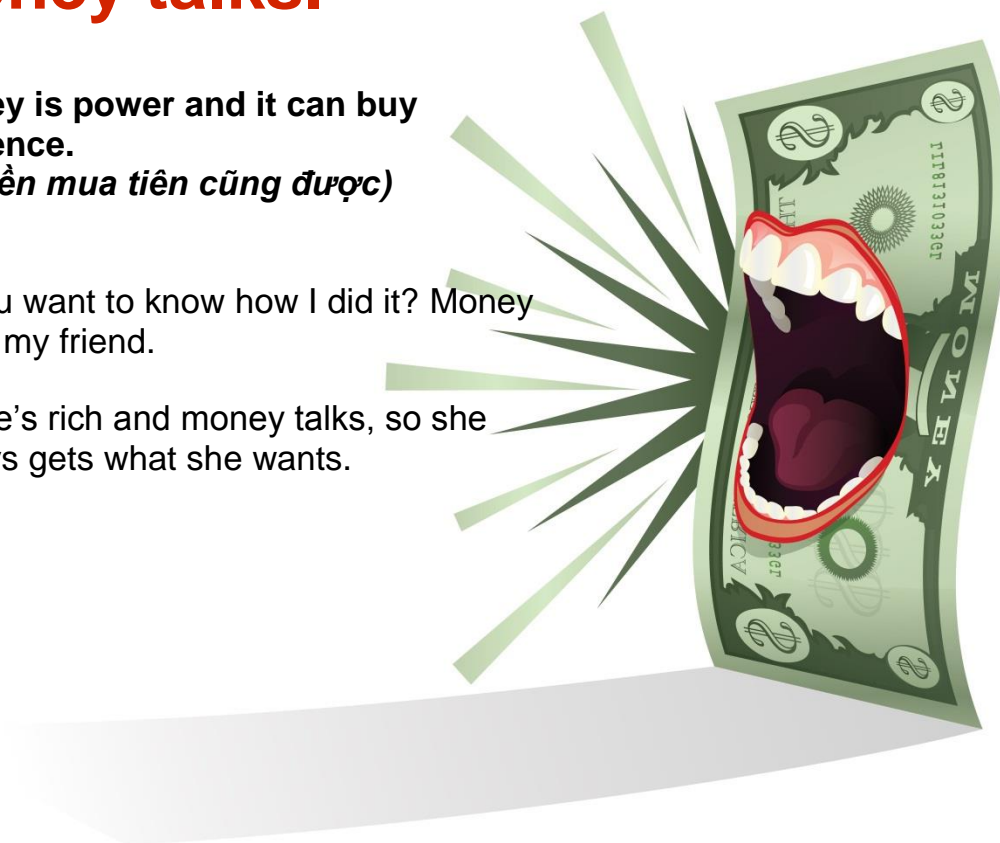 ney talks.
ey is power and it can buy
ence.
ền mua tiên cũng được)
u want to know how I did it? Money
my friend.
e's rich and money talks, so she
s gets what she wants.
MONEY